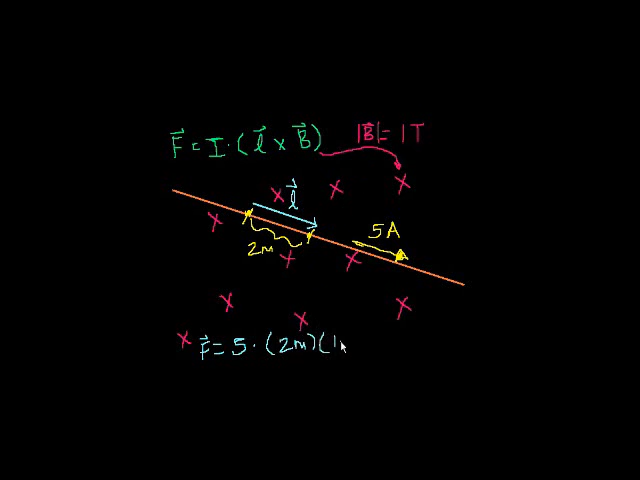 F⃗ = I · (l⃗ x B⃗)
|B⃗| = 1T
l⃗
5A
2m
F⃗ = 5 · (2m)(1